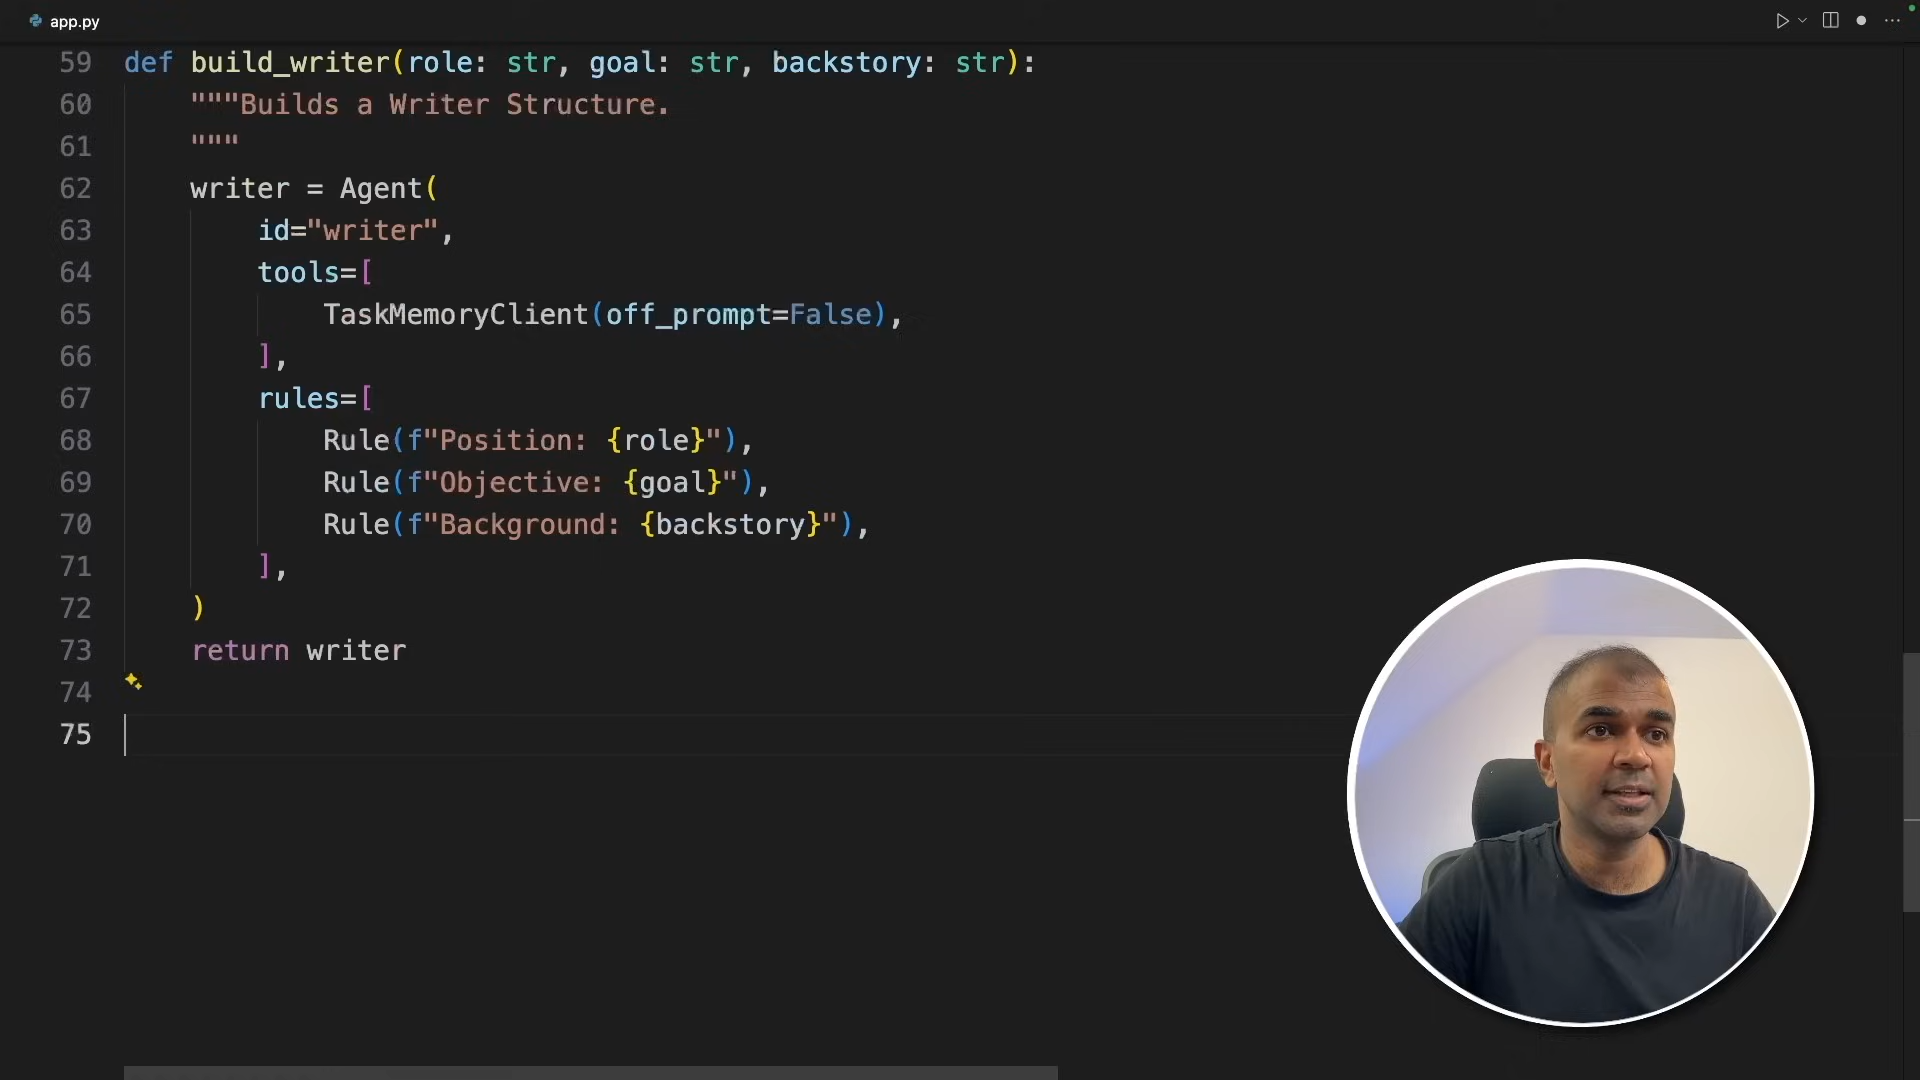 app.py
59 def build_writer(role: str, goal: str, backstory: str):
60 """Builds a Writer Structure.
61 """
62 writer = Agent(
63 id="writer",
64 tools=[
65 TaskMemoryClient(off_prompt=False),
66 ],
67 rules=[
68 Rule(f"Position: {role}"),
69 Rule(f"Objective: {goal}"),
70 Rule(f"Background: {backstory}"),
71 ],
72 )
73 return writer
74
75